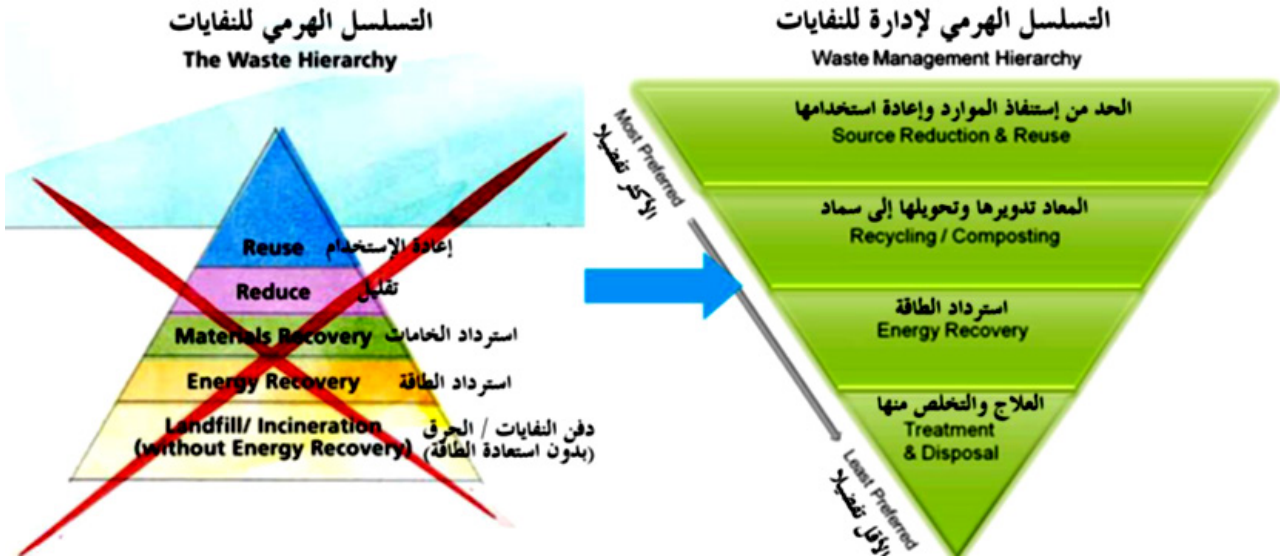 التسلسل الهرمي للنفايات
The Waste Hierarchy
Reuse إعادة الإستخدام
Reduce تقليل
Materials Recovery استرداد الخامات
Energy Recovery استرداد الطاقة
Landfill/ Incineration دفن النفايات / الحرق
(without Energy Recovery) (بدون استعادة الطاقة)
التسلسل الهرمي لإدارة للنفايات
Waste Management Hierarchy
Most Preferred
الأكثر تفضيلا
الحد من إستنفاذ الموارد وإعادة استخدامها
Source Reduction & Reuse
المعاد تدويرها وتحويلها إلى سماد
Recycling / Composting
استرداد الطاقة
Energy Recovery
العلاج والتخلص منها
Treatment
& Disposal
Least Preferred
الأقل تفضيلا